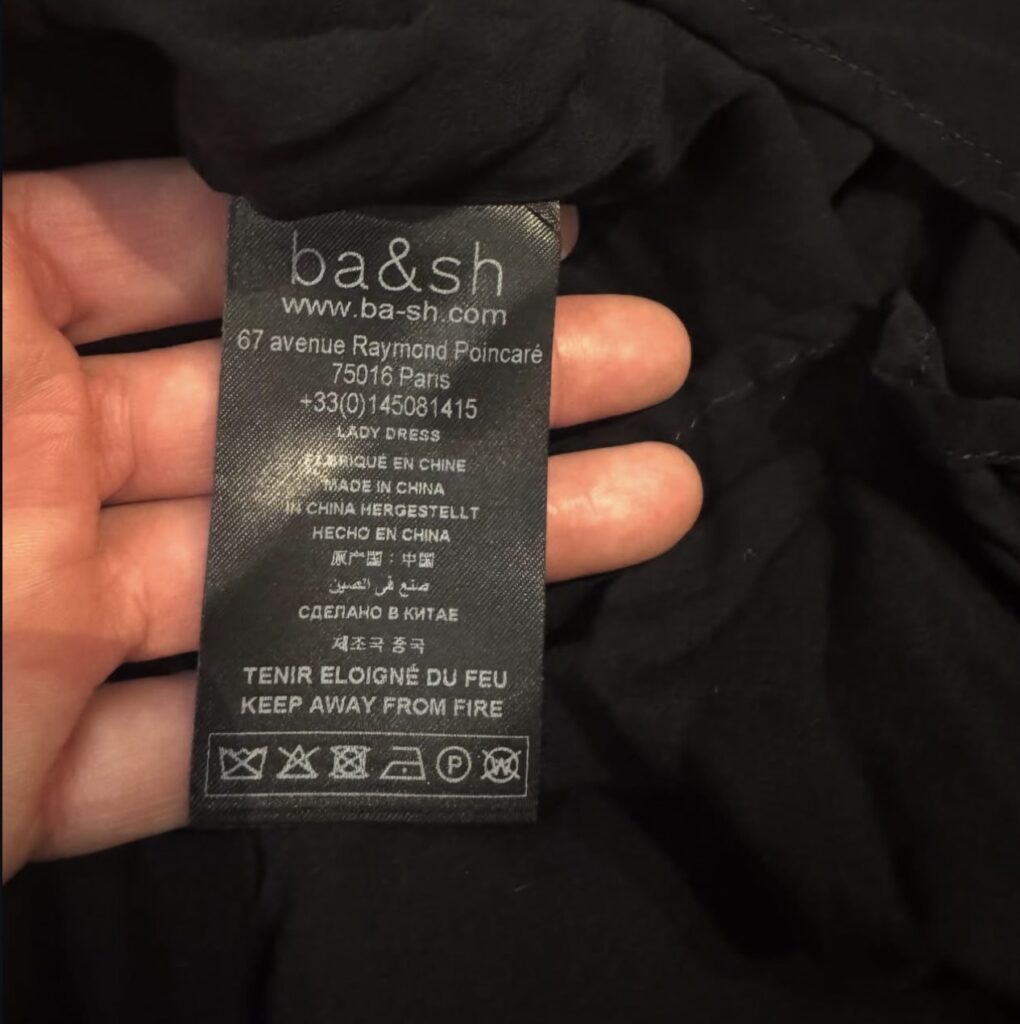 ba&sh
www.ba-sh.com
67 avenue Raymond Poincaré
75016 Paris
+33(0)145081415
LADY DRESS
FABRIQUÉ EN CHINE
MADE IN CHINA
IN CHINA HERGESTELLT
HECHO EN CHINA
原产国：中国
صنع في الصين
СДЕЛАНО В КИТАЕ
제조국 중국
TENIR ELOIGNÉ DU FEU
KEEP AWAY FROM FIRE
P W